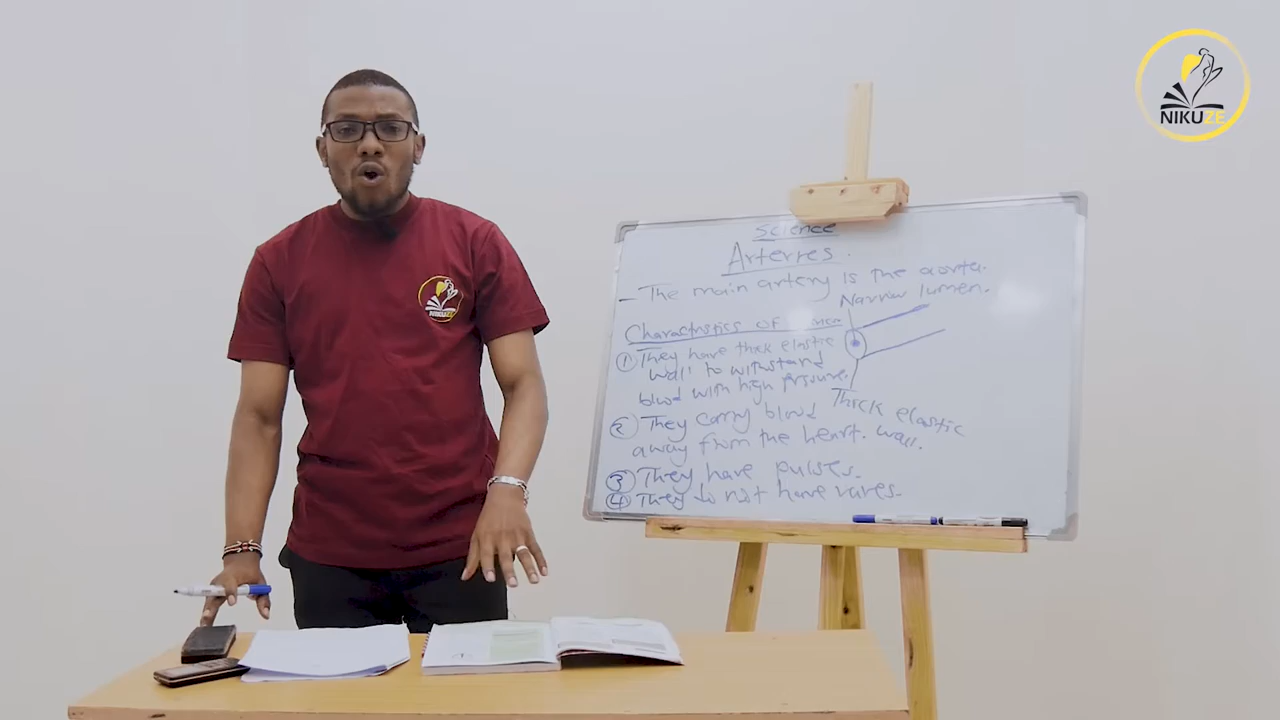 NIKUZE
NIKUZE
Science
Arteries.
- The main artery is the aorta.
Narrow lumen.
Characteristics of
① They have thick elastic
wall to withstand
blood with high pressure.
Thick elastic
wall.
② They carry blood
away from the heart.
③ They have pulses.
④ They do not have valves.